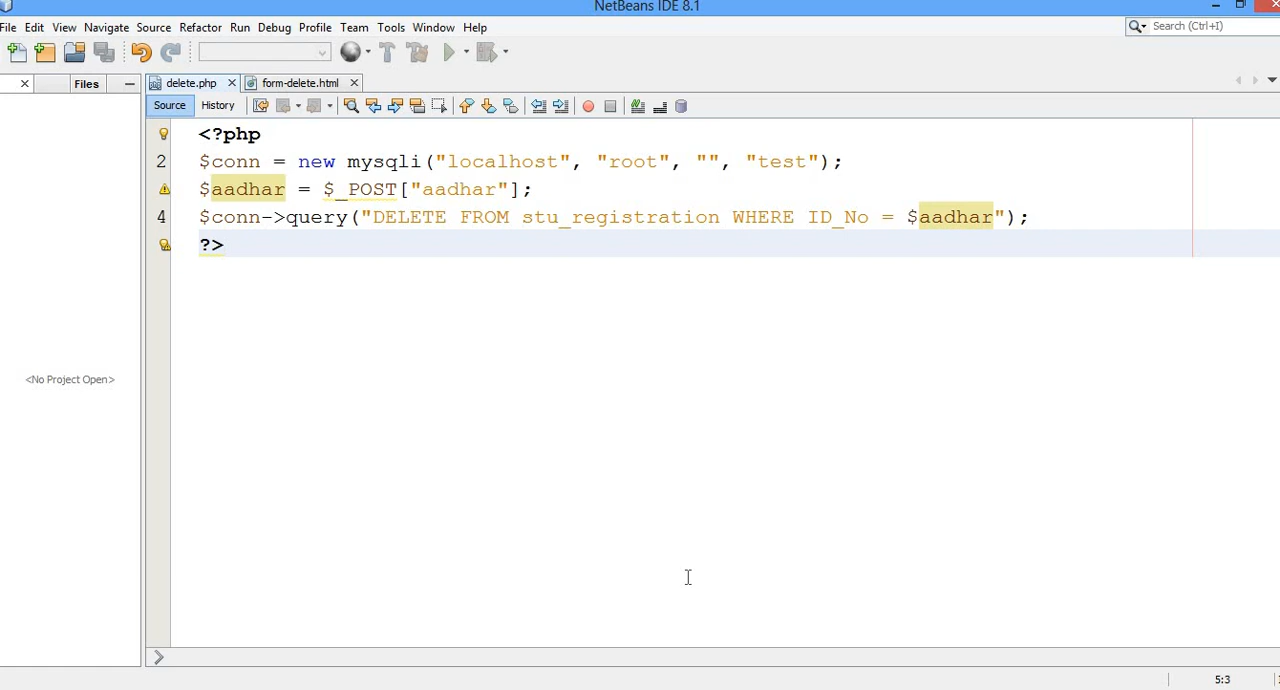 NetBeans IDE 8.1
File Edit View Navigate Source Refactor Run Debug Profile Team Tools Window Help
Search (Ctrl+I)
Files
delete.php
form-delete.html
Source History
<?php
2 $conn = new mysqli("localhost", "root", "", "test");
$aadhar = $_POST["aadhar"];
4 $conn->query("DELETE FROM stu_registration WHERE ID_No = $aadhar");
?>
<No Project Open>
5:3